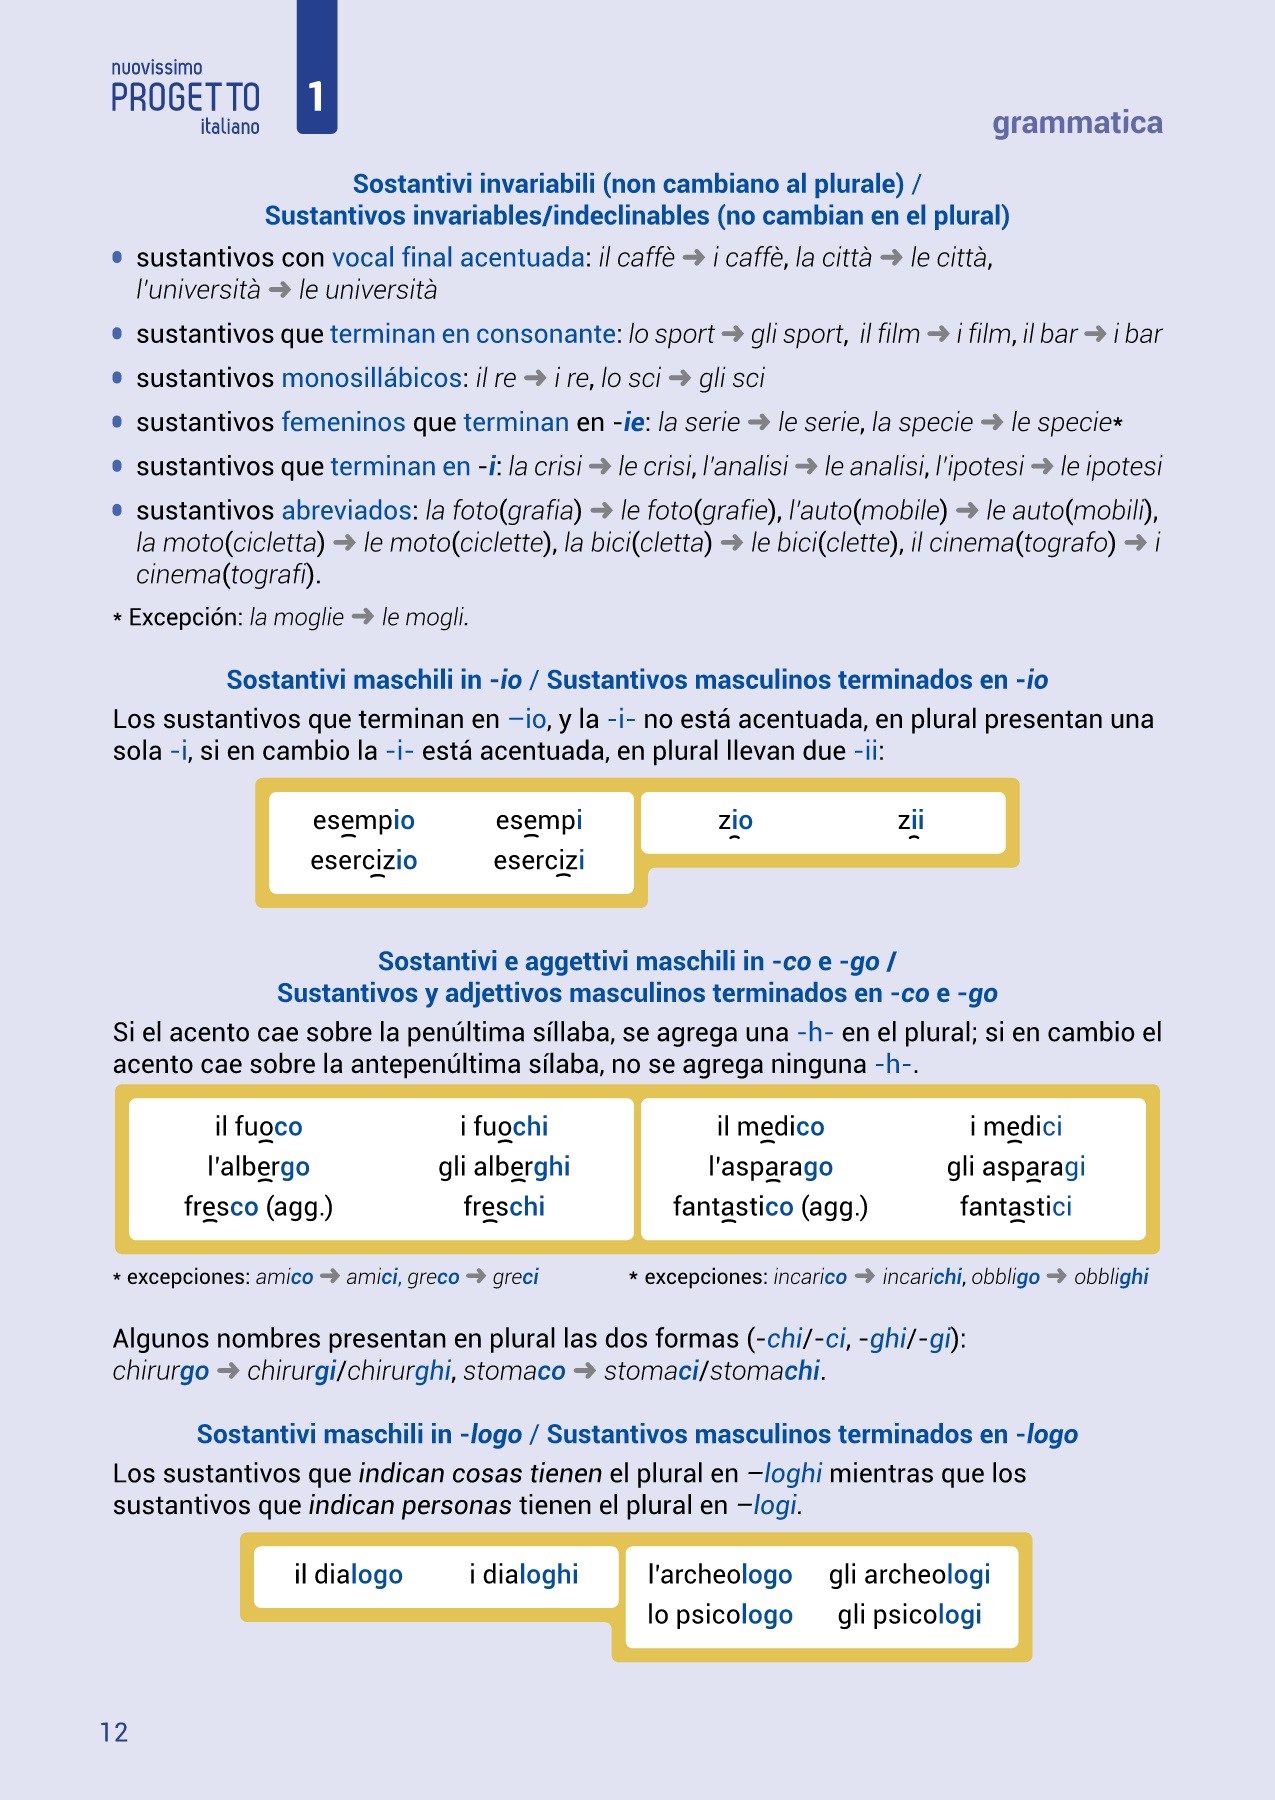 nuovissimo
PROGETTO
italiano
1
grammatica
Sostantivi invariabili (non cambiano al plurale) /
Sustantivos invariables/indeclinables (no cambian en el plural)
• sustantivos con vocal final acentuada: il caffè ➜ i caffè, la città ➜ le città,
l'università ➜ le università
• sustantivos que terminan en consonante: lo sport ➜ gli sport, il film ➜ i film, il bar ➜ i bar
• sustantivos monosillábicos: il re ➜ i re, lo sci ➜ gli sci
• sustantivos femeninos que terminan en -ie: la serie ➜ le serie, la specie ➜ le specie*
• sustantivos que terminan en -i: la crisi ➜ le crisi, l'analisi ➜ le analisi, l'ipotesi ➜ le ipotesi
• sustantivos abreviados: la foto(grafia) ➜ le foto(grafie), l'auto(mobile) ➜ le auto(mobili),
la moto(cicletta) ➜ le moto(ciclette), la bici(cletta) ➜ le bici(clette), il cinema(tografo) ➜ i
cinema(tografi).
* Excepción: la moglie ➜ le mogli.
Sostantivi maschili in -io / Sustantivos masculinos terminados en -io
Los sustantivos que terminan en –io, y la -i- no está acentuada, en plural presentan una
sola -i, si en cambio la -i- está acentuada, en plural llevan due -ii:
esempio esempi zio zii
esercizio esercizi
Sostantivi e aggettivi maschili in -co e -go /
Sustantivos y adjettivos masculinos terminados en -co e -go
Si el acento cae sobre la penúltima síllaba, se agrega una -h- en el plural; si en cambio el
acento cae sobre la antepenúltima sílaba, no se agrega ninguna -h-.
il fuoco i fuochi il medico i medici
l'albergo gli alberghi l'asparago gli asparagi
fresco (agg.) freschi fantastico (agg.) fantastici
* excepciones: amico ➜ amici, greco ➜ greci * excepciones: incarico ➜ incarichi, obbligo ➜ obblighi
Algunos nombres presentan en plural las dos formas (-chi/-ci, -ghi/-gi):
chirurgo ➜ chirurgi/chirurghi, stomaco ➜ stomaci/stomachi.
Sostantivi maschili in -logo / Sustantivos masculinos terminados en -logo
Los sustantivos que indican cosas tienen el plural en –loghi mientras que los
sustantivos que indican personas tienen el plural en –logi.
il dialogo i dialoghi l'archeologo gli archeologi
lo psicologo gli psicologi
12